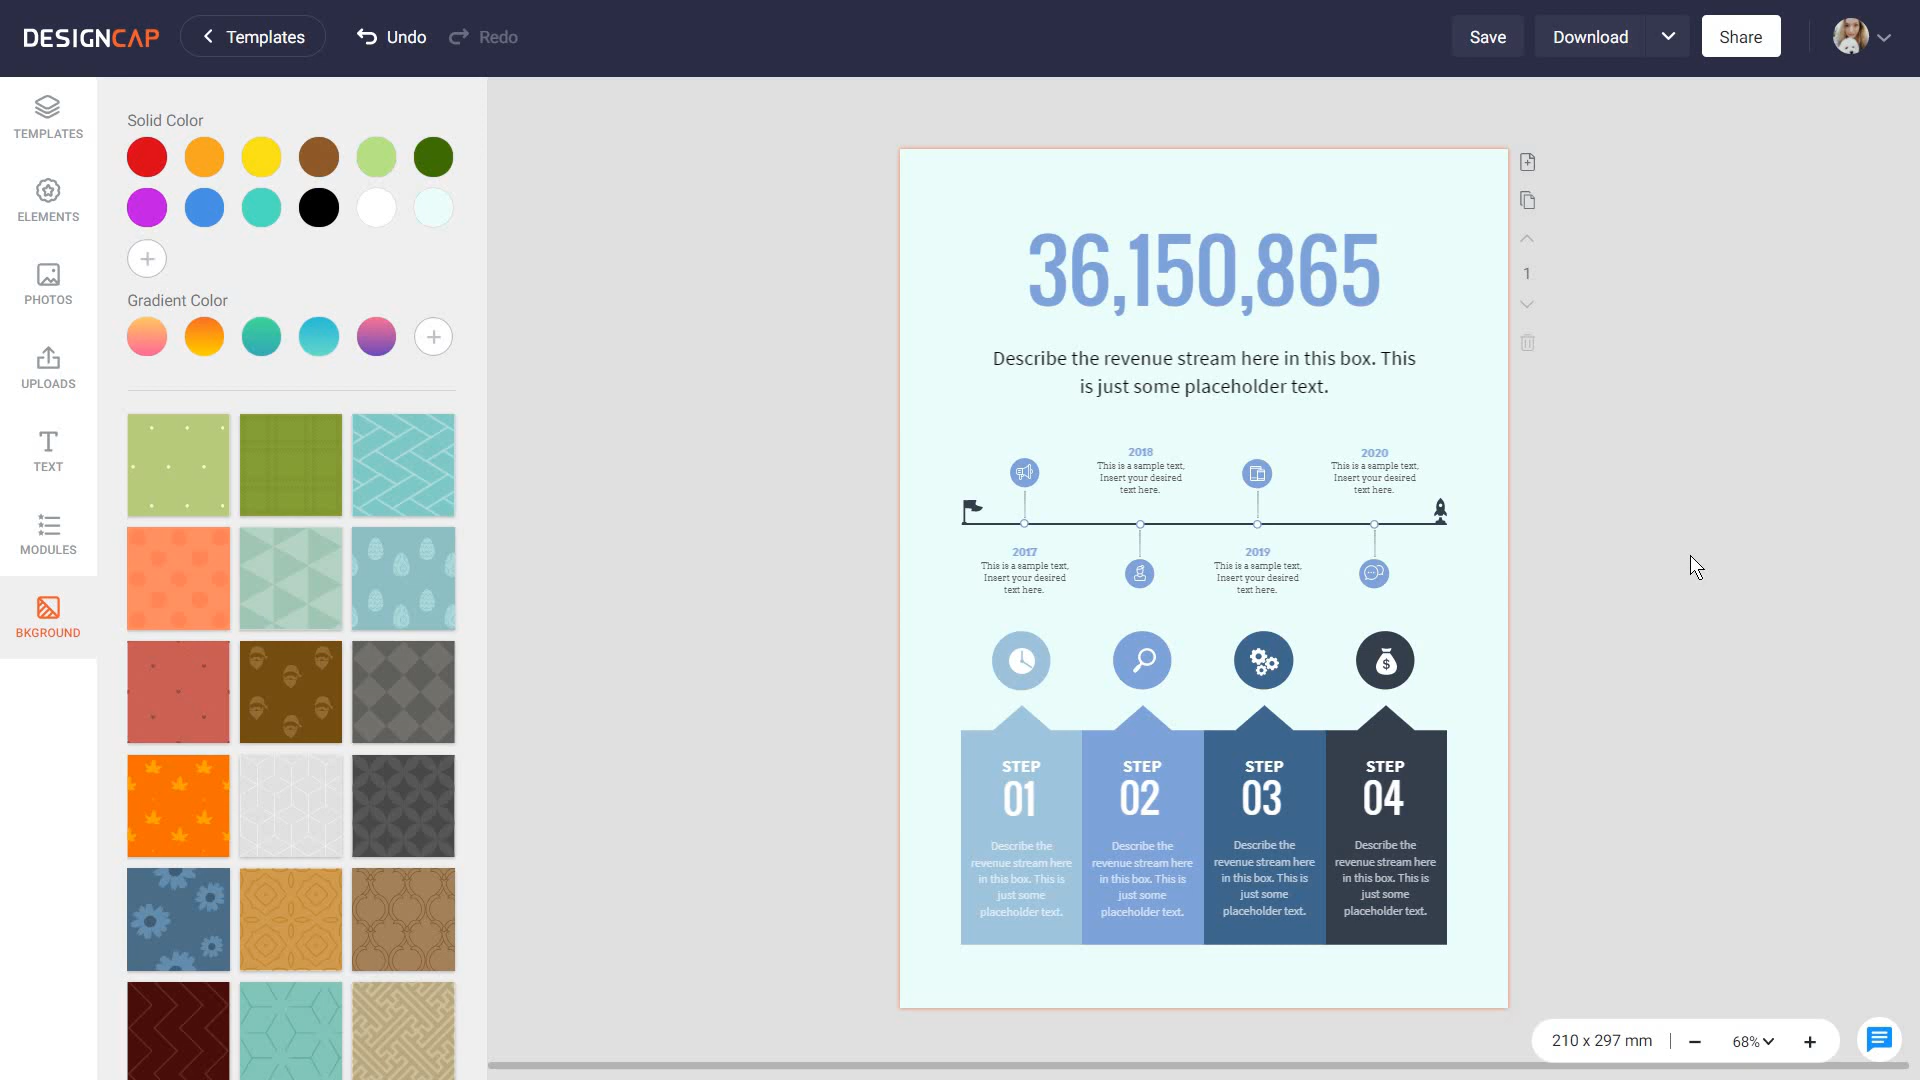 DESIGNCAP
Templates
Undo
Redo
Save
Download
Share
TEMPLATES
ELEMENTS
PHOTOS
UPLOADS
TEXT
MODULES
BKGROUND
Solid Color
Gradient Color
36,150,865
Describe the revenue stream here in this box. This
is just some placeholder text.
2018
This is a sample text.
Insert your desired
text here.
2020
This is a sample text.
Insert your desired
text here.
2017
This is a sample text.
Insert your desired
text here.
2019
This is a sample text.
Insert your desired
text here.
$
STEP
01
Describe the
revenue stream here
in this box. This is
just some
placeholder text.
STEP
02
Describe the
revenue stream here
in this box. This is
just some
placeholder text.
STEP
03
Describe the
revenue stream here
in this box. This is
just some
placeholder text.
STEP
04
Describe the
revenue stream here
in this box. This is
just some
placeholder text.
1
210 x 297 mm
68%